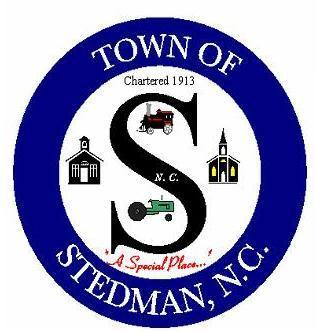 TOWN OF
Chartered 1913
S
N. C.
"A Special Place..."
STEDMAN, N.C.